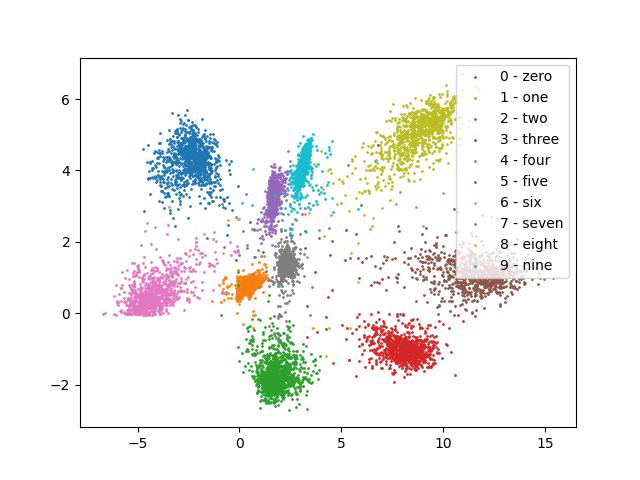 0 - zero
1 - one
2 - two
3 - three
4 - four
5 - five
6 - six
7 - seven
8 - eight
9 - nine
6
4
2
0
−2
−5
0
5
10
15